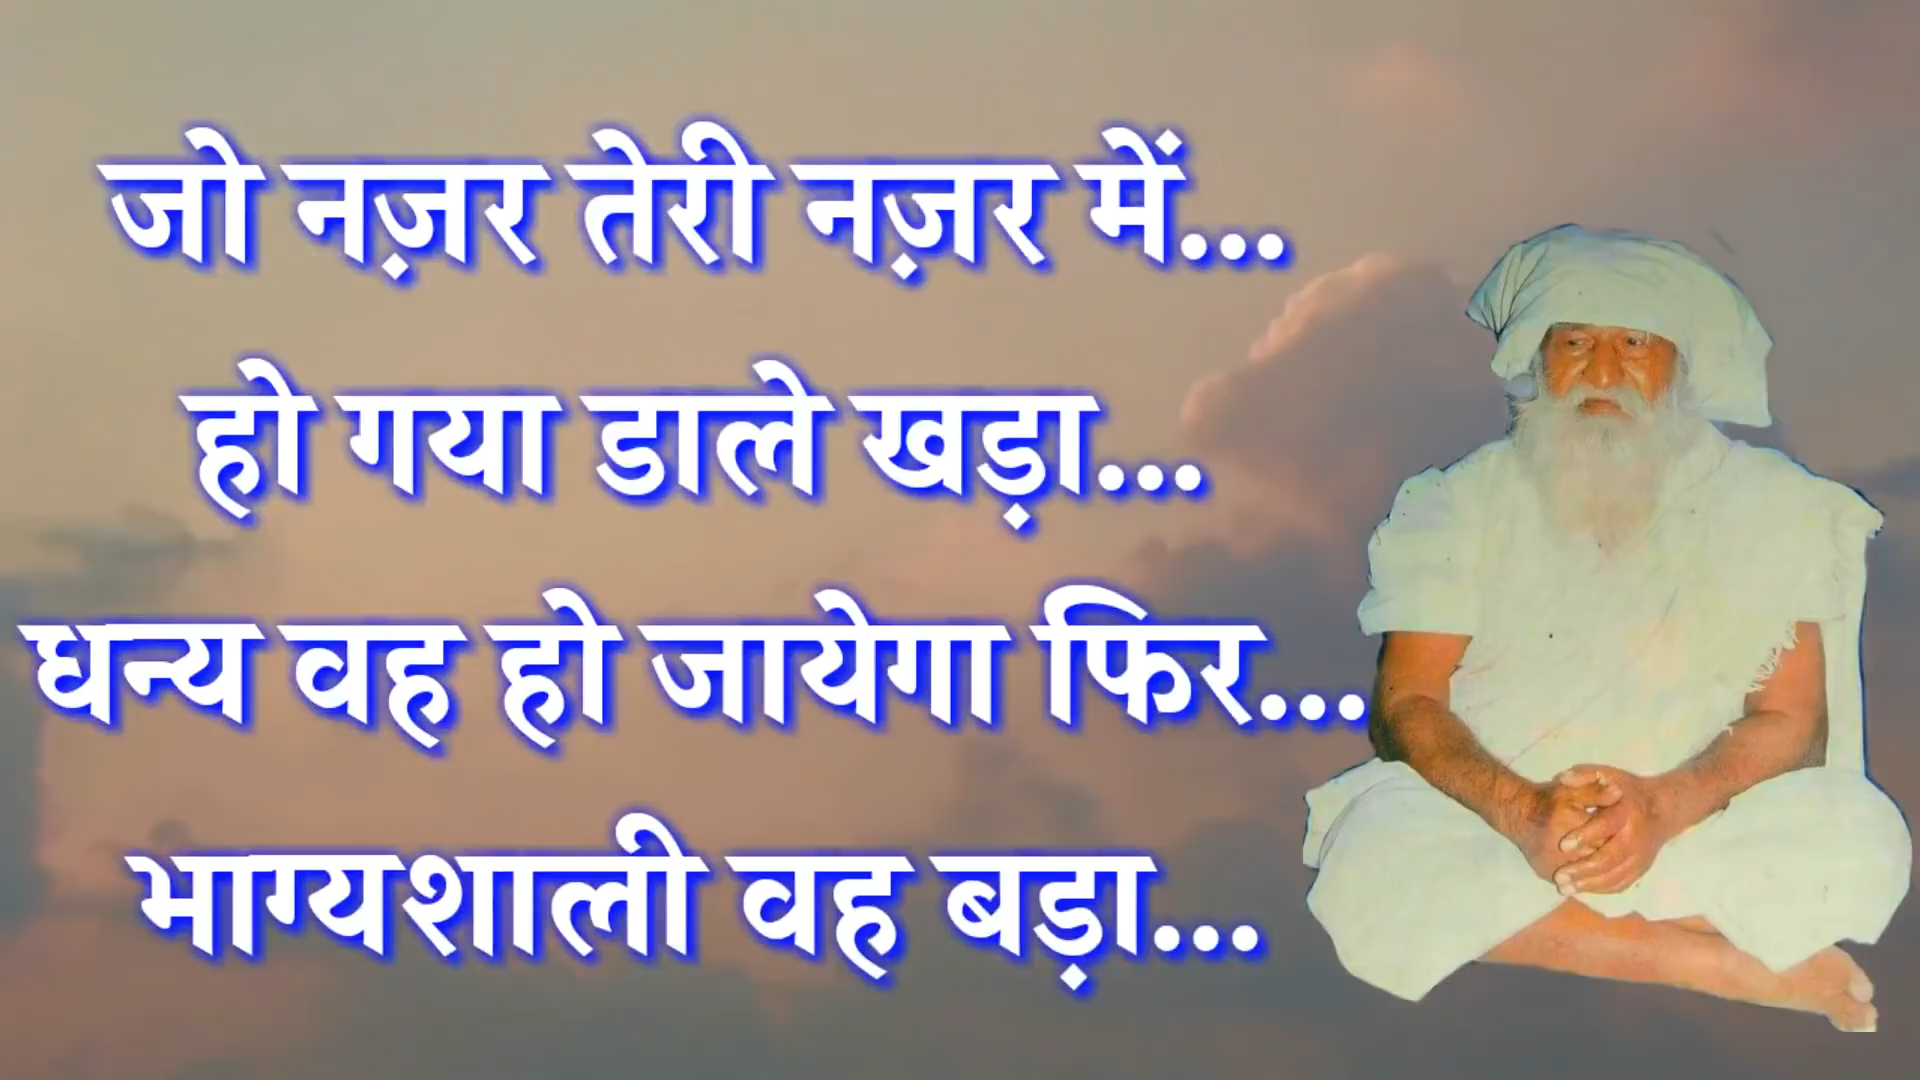 जो नज़र तेरी नज़र में...
हो गया डाले खड़ा...
धन्य वह हो जायेगा फिर...
भाग्यशाली वह बड़ा...